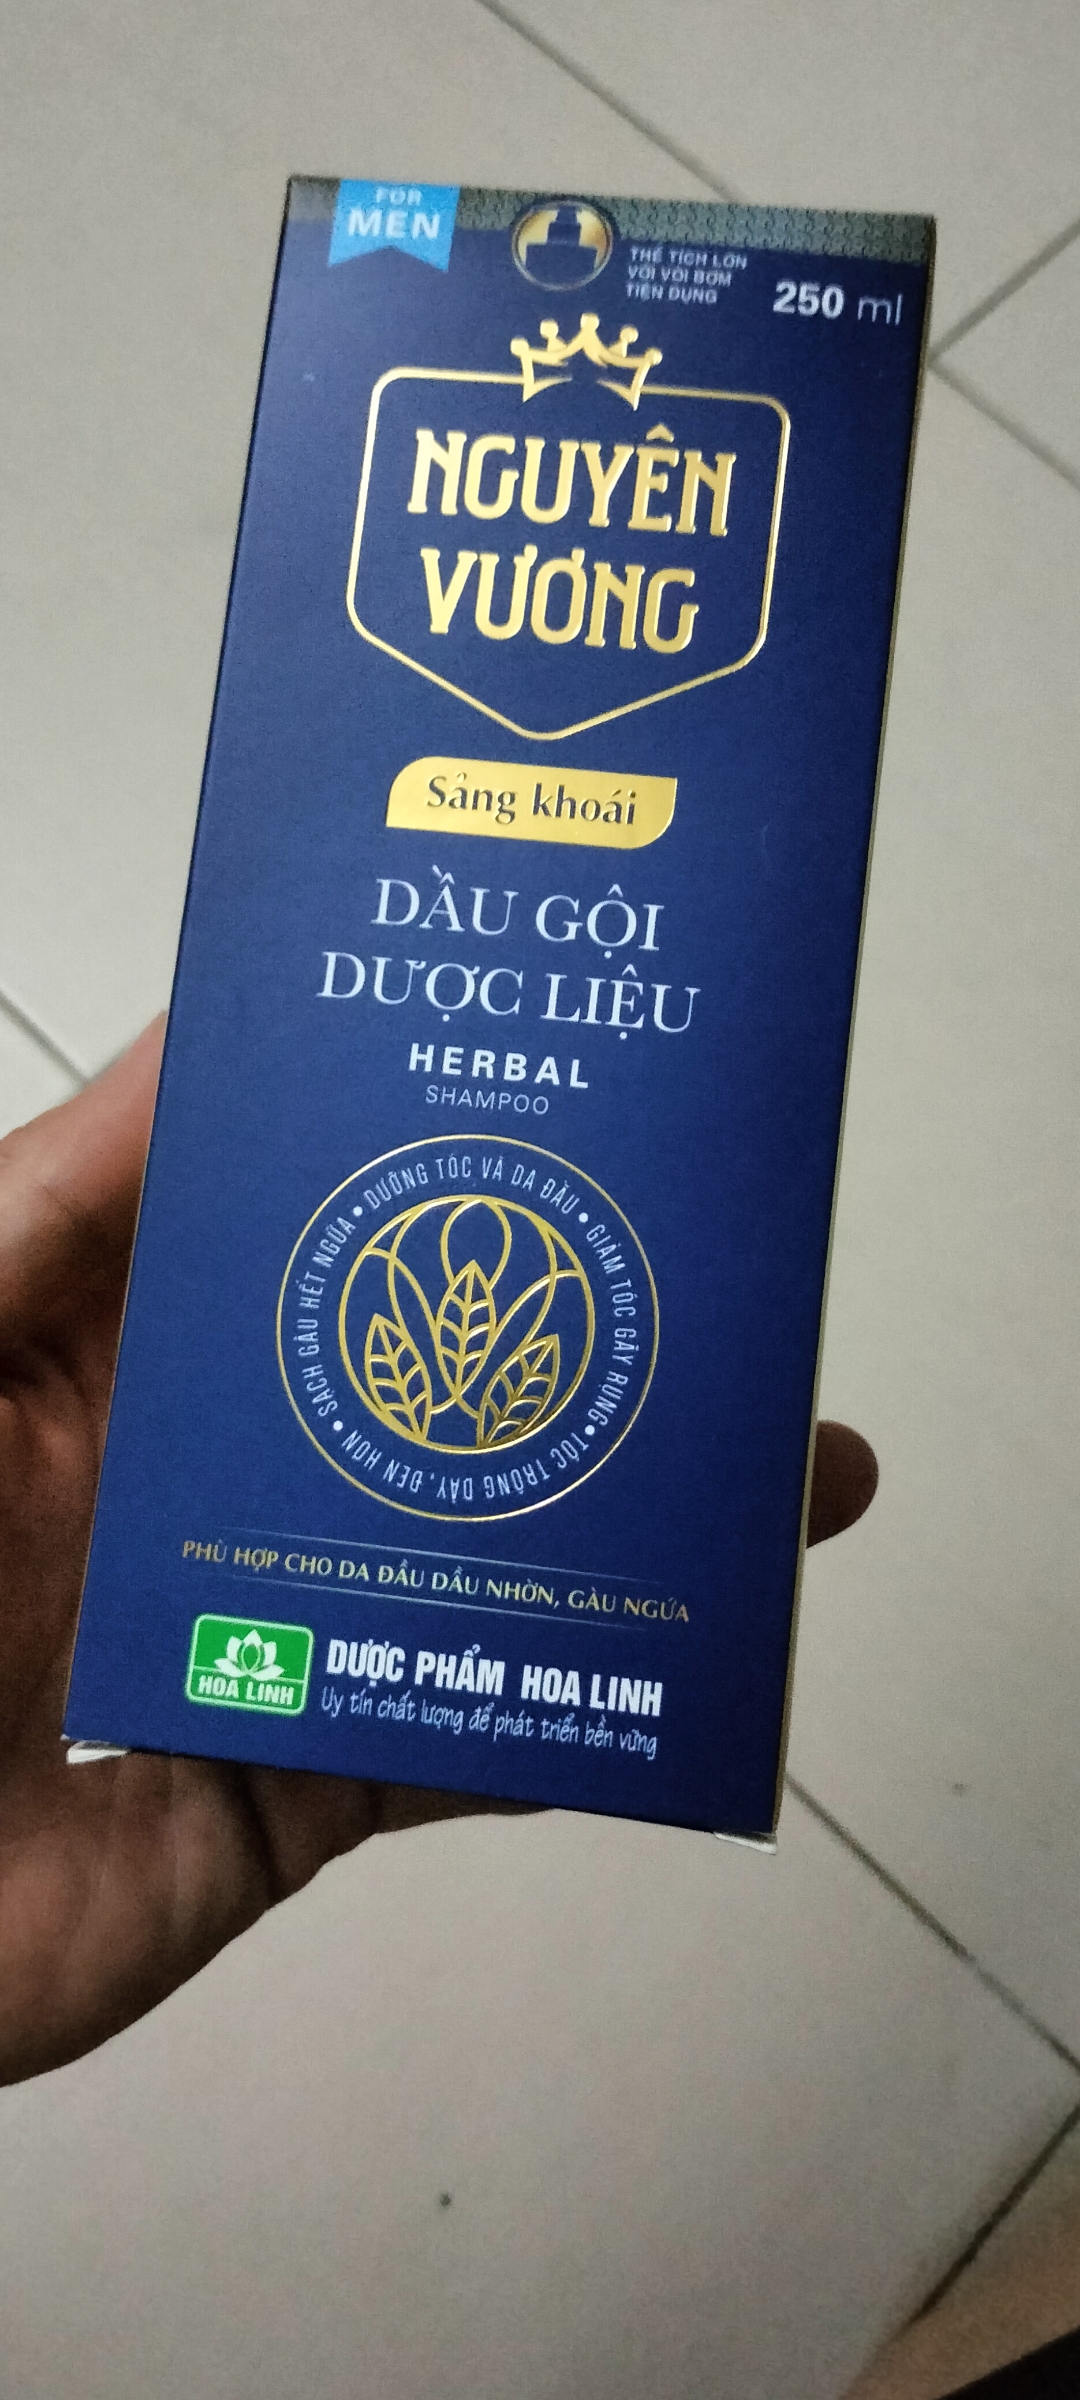 FOR
MEN
THỂ TÍCH LỚN
VỚI VÒI BƠM
TIỆN DỤNG
250 ml
NGUYÊN
VƯƠNG
Sảng khoái
DẦU GỘI
DƯỢC LIỆU
HERBAL
SHAMPOO
• SẠCH GÀU HẾT NGỨA • DƯỠNG TÓC VÀ DA ĐẦU • GIẢM TÓC GÃY RỤNG • TÓC TRÔNG DÀY, ĐEN HƠN
PHÙ HỢP CHO DA ĐẦU DẦU NHỜN, GÀU NGỨA
HOA LINH
DƯỢC PHẨM HOA LINH
Uy tín chất lượng để phát triển bền vững